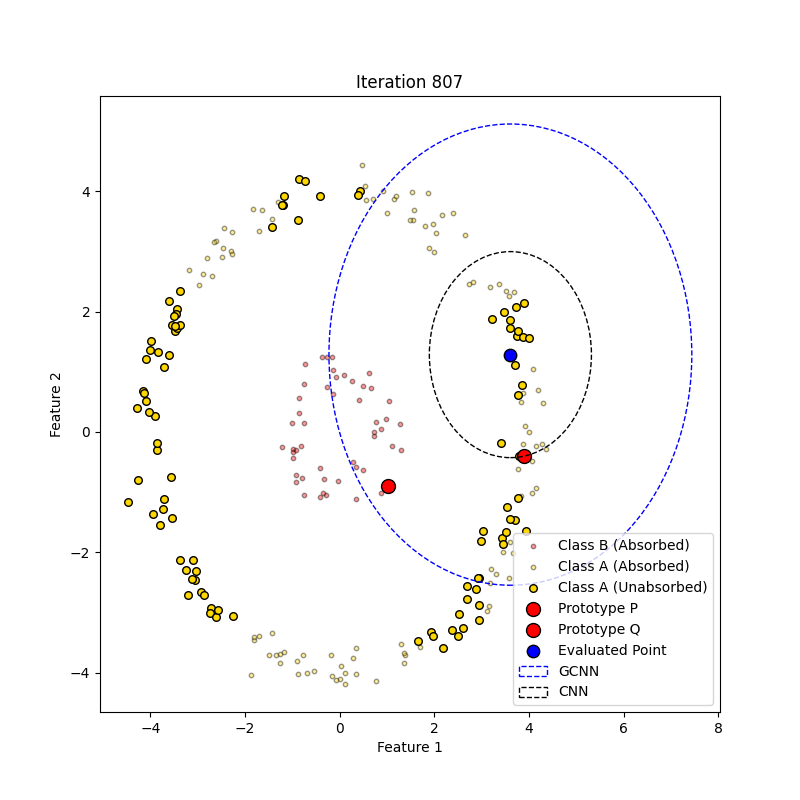 Iteration 807
Feature 2
4
2
0
−2
−4
−4
−2
0
2
4
6
8
Feature 1
Class B (Absorbed)
Class A (Absorbed)
Class A (Unabsorbed)
Prototype P
Prototype Q
Evaluated Point
GCNN
CNN